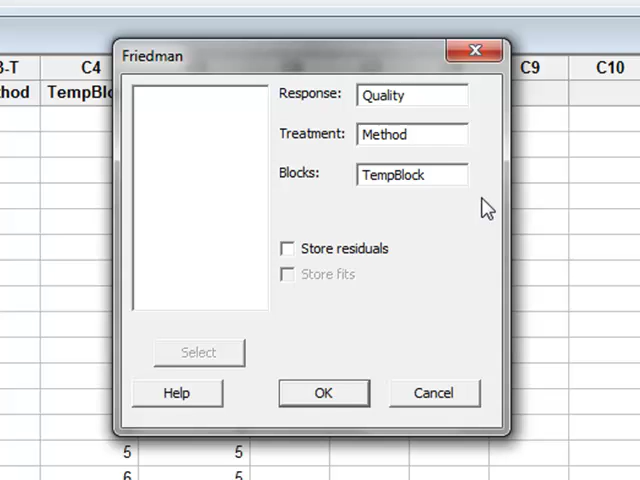 3-T C4 C9 C10
hod TempBlo
Friedman
Response: Quality
Treatment: Method
Blocks: TempBlock
Store residuals
Store fits
Select
Help OK Cancel
5 5
6 5